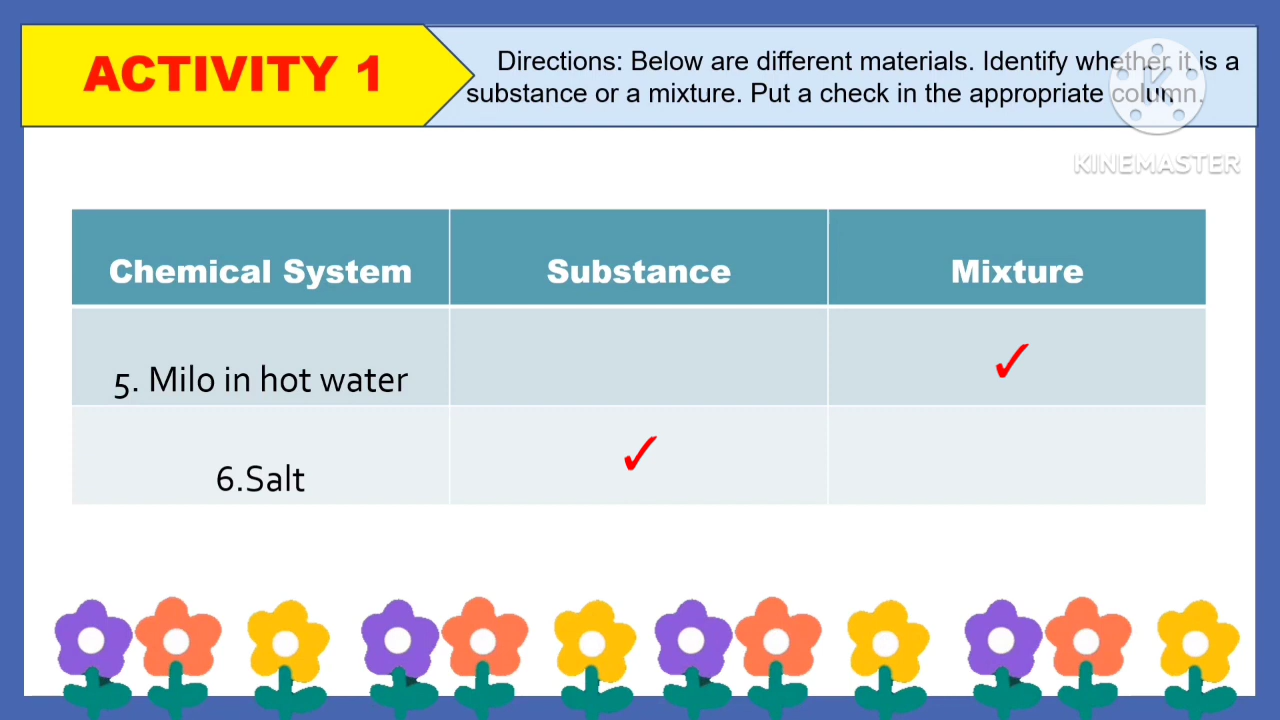 ACTIVITY 1
Directions: Below are different materials. Identify whether it is a
substance or a mixture. Put a check in the appropriate column.
K
KINEMASTER
Chemical System Substance Mixture
5. Milo in hot water ✓
6.Salt ✓